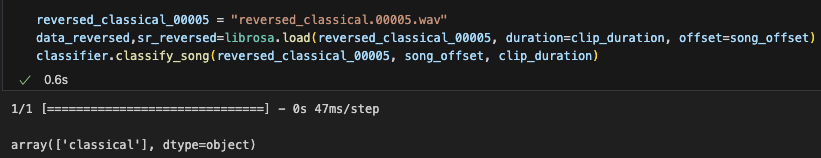 reversed_classical_00005 = "reversed_classical.00005.wav"
data_reversed,sr_reversed=librosa.load(reversed_classical_00005, duration=clip_duration, offset=song_offset)
classifier.classify_song(reversed_classical_00005, song_offset, clip_duration)
✓ 0.6s
1/1 [==============================] - 0s 47ms/step
array(['classical'], dtype=object)